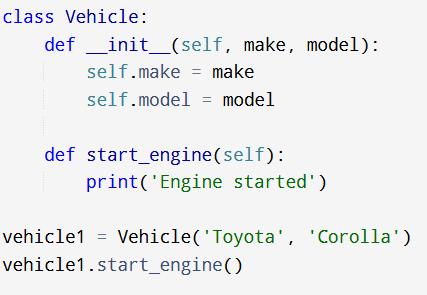 class Vehicle:
    def __init__(self, make, model):
        self.make = make
        self.model = model

    def start_engine(self):
        print('Engine started')

vehicle1 = Vehicle('Toyota', 'Corolla')
vehicle1.start_engine()